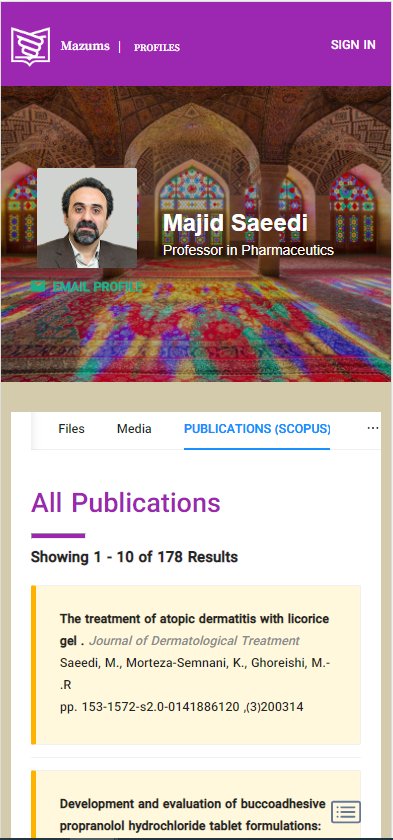 Mazums | PROFILES
SIGN IN
Majid Saeedi
Professor in Pharmaceutics
EMAIL PROFILE
Files Media PUBLICATIONS (SCOPUS) ...
All Publications
Showing 1 - 10 of 178 Results
The treatment of atopic dermatitis with licorice
gel . Journal of Dermatological Treatment
Saeedi, M., Morteza-Semnani, K., Ghoreishi, M.-
.R
pp. 153-1572-s2.0-0141886120 ,(3)200314
Development and evaluation of buccoadhesive
propranolol hydrochloride tablet formulations: